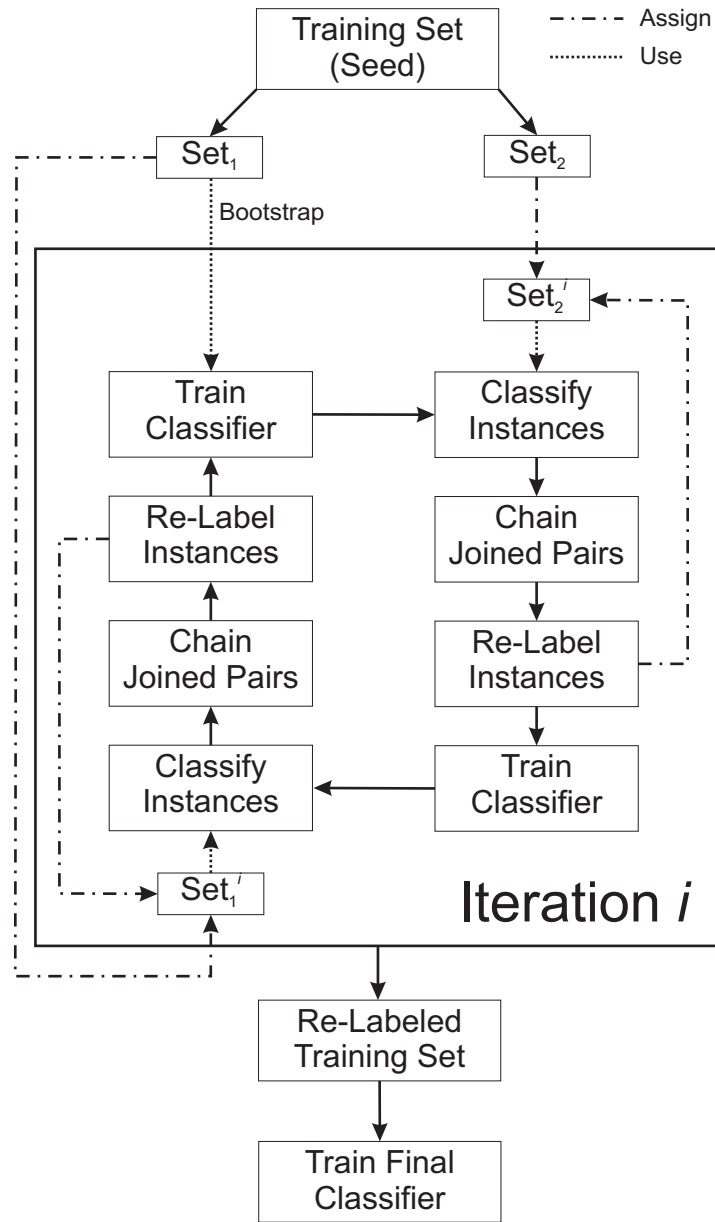 Training Set
(Seed)
Assign
Use
Set₁
Set₂
Bootstrap
Set₂ⁱ
Train
Classifier
Classify
Instances
Re-Label
Instances
Chain
Joined Pairs
Chain
Joined Pairs
Re-Label
Instances
Classify
Instances
Train
Classifier
Set₁ⁱ
Iteration i
Re-Labeled
Training Set
Train Final
Classifier